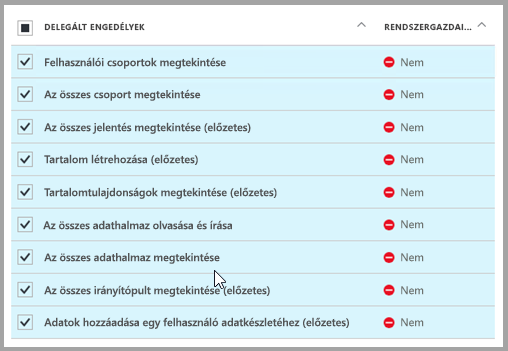 DELEGÁLT ENGEDÉLYEK RENDSZERGAZDAI...
Felhasználói csoportok megtekintése Nem
Az összes csoport megtekintése Nem
Az összes jelentés megtekintése (előzetes) Nem
Tartalom létrehozása (előzetes) Nem
Tartalomtulajdonságok megtekintése (előzetes) Nem
Az összes adathalmaz olvasása és írása Nem
Az összes adathalmaz megtekintése Nem
Az összes irányítópult megtekintése (előzetes) Nem
Adatok hozzáadása egy felhasználó adatkészletéhez (előzetes) Nem